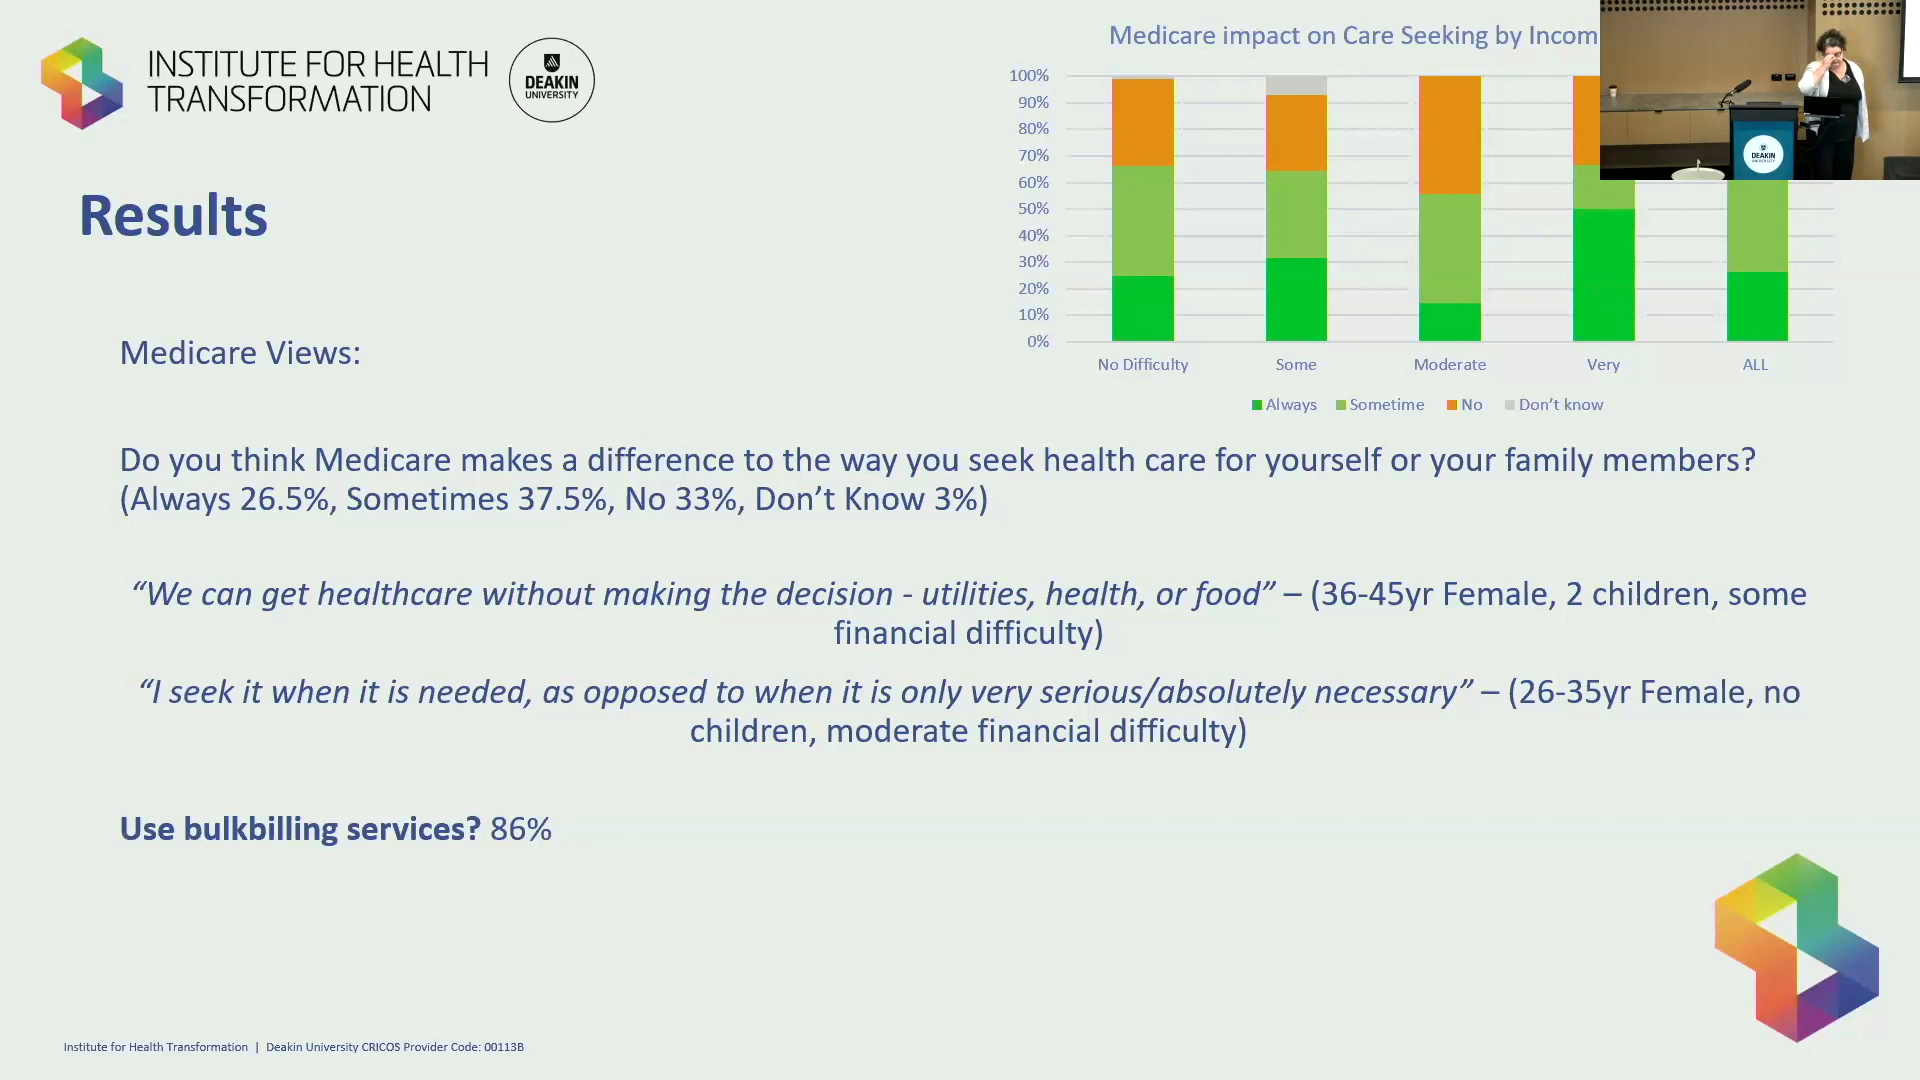 INSTITUTE FOR HEALTH
TRANSFORMATION
DEAKIN
UNIVERSITY
Medicare impact on Care Seeking by Incom
100%
90%
80%
70%
60%
50%
40%
30%
20%
10%
0%
No Difficulty Some Moderate Very ALL
Always Sometime No Don't know
DEAKIN
UNIVERSITY
Results
Medicare Views:
Do you think Medicare makes a difference to the way you seek health care for yourself or your family members?
(Always 26.5%, Sometimes 37.5%, No 33%, Don’t Know 3%)
“We can get healthcare without making the decision - utilities, health, or food” – (36-45yr Female, 2 children, some
financial difficulty)
“I seek it when it is needed, as opposed to when it is only very serious/absolutely necessary” – (26-35yr Female, no
children, moderate financial difficulty)
Use bulkbilling services? 86%
Institute for Health Transformation | Deakin University CRICOS Provider Code: 00113B